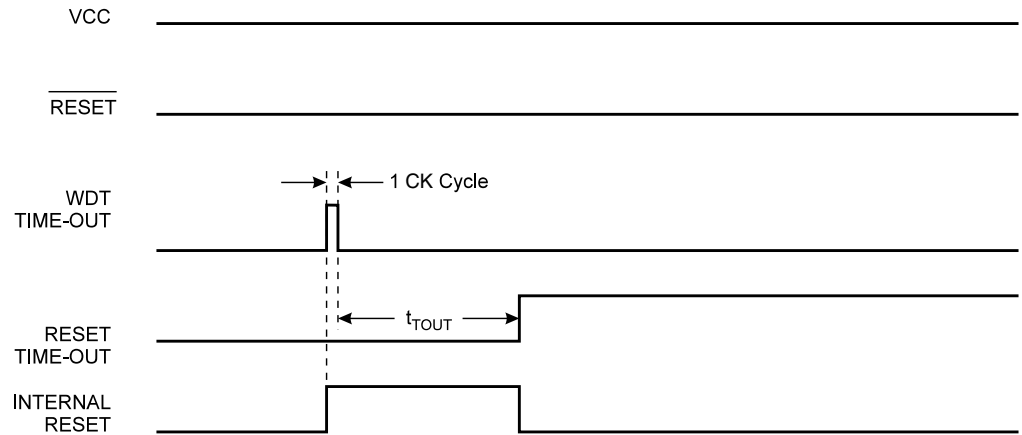 VCC
RESET
1 CK Cycle
WDT
TIME-OUT
tTOUT
RESET
TIME-OUT
INTERNAL
RESET